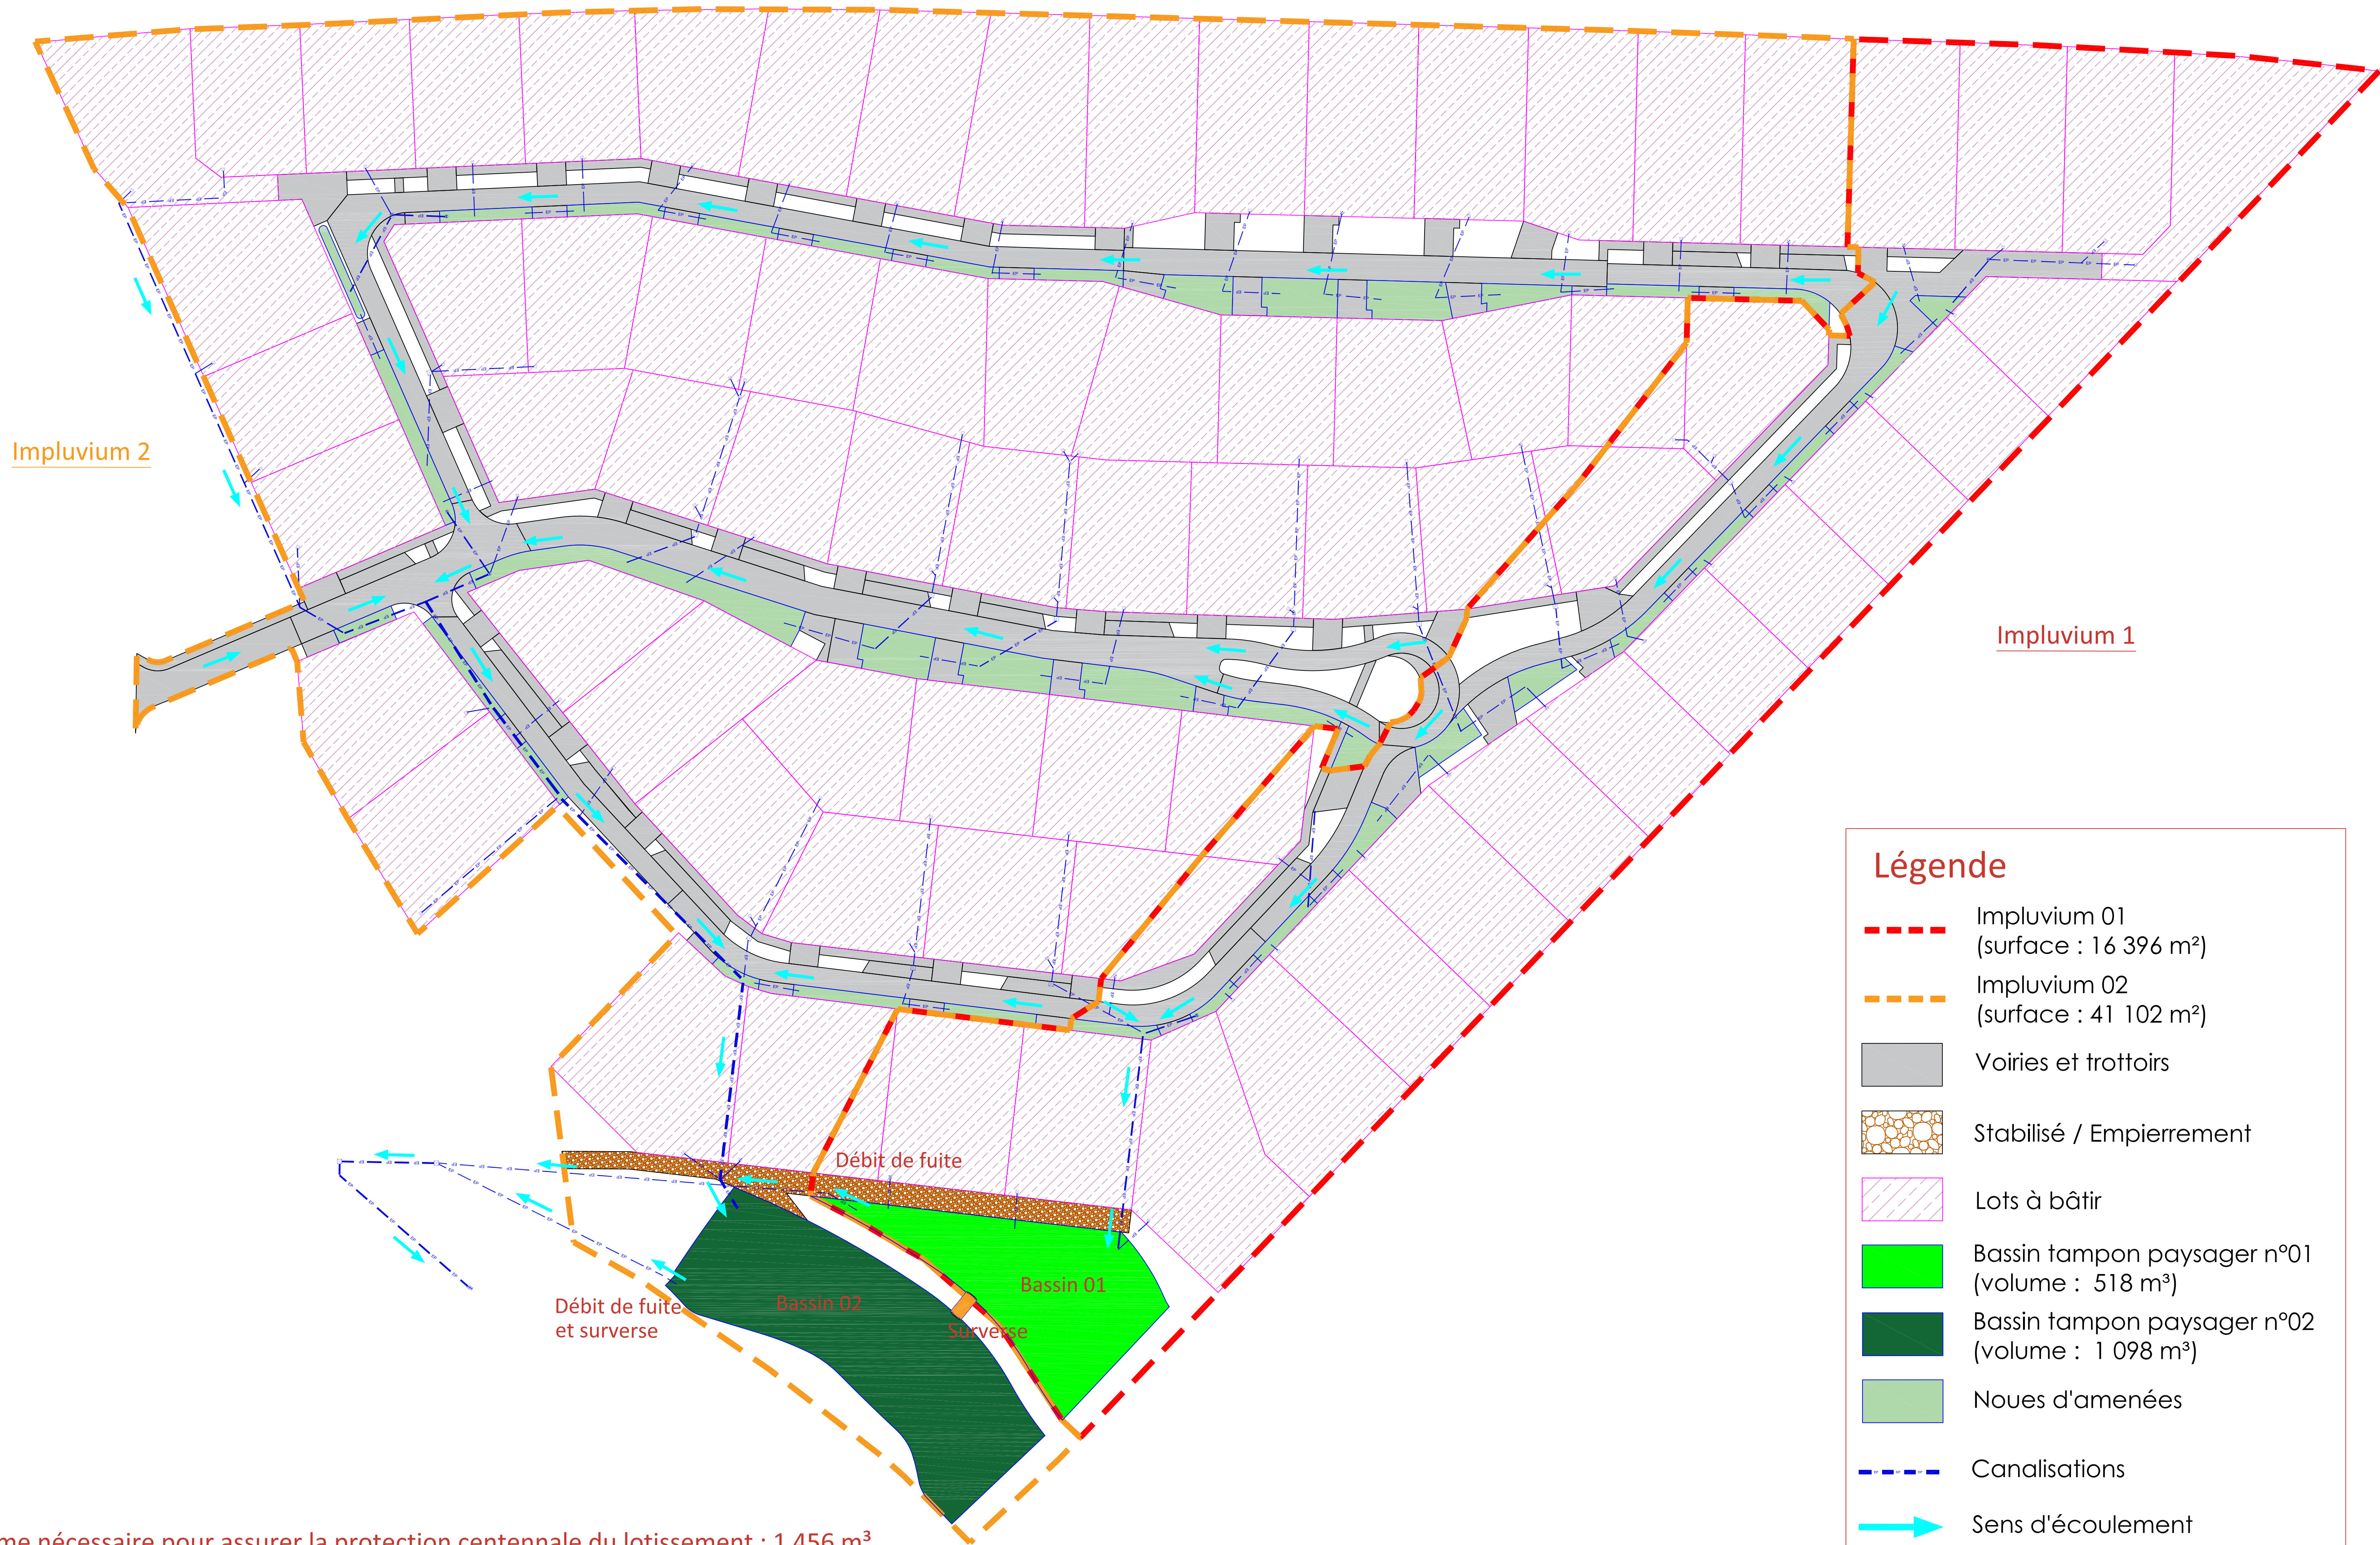 Impluvium 2
Impluvium 1
Débit de fuite
Bassin 01
Bassin 02
Débit de fuite
et surverse
Surverse
Légende
Impluvium 01
(surface : 16 396 m²)
Impluvium 02
(surface : 41 102 m²)
Voiries et trottoirs
Stabilisé / Empierrement
Lots à bâtir
Bassin tampon paysager n°01
(volume :  518 m³)
Bassin tampon paysager n°02
(volume :  1 098 m³)
Noues d'amenées
Canalisations
Sens d'écoulement
nécessaire pour assurer la protection centennale du lotissement : 1 456 m³